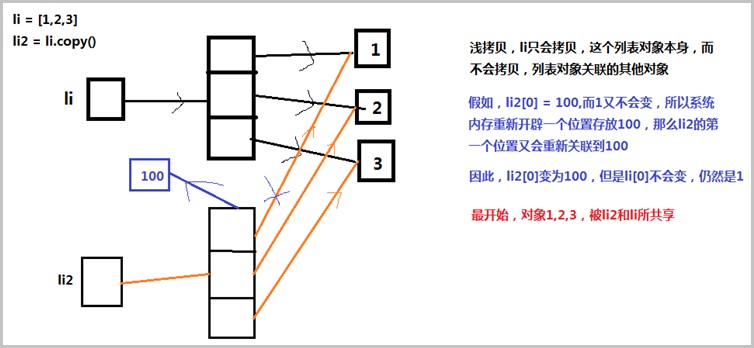 li = [1,2,3]
li2 = li.copy()
li
1
2
3
100
li2
浅拷贝，li只会拷贝，这个列表对象本身，而
不会拷贝，列表对象关联的其他对象
假如，li2[0] = 100,而1又不会变，所以系统
内存重新开辟一个位置存放100，那么li2的第
一个位置又会重新关联到100
因此，li2[0]变为100，但是li[0]不会变，仍然是1
最开始，对象1,2,3，被li2和li所共享